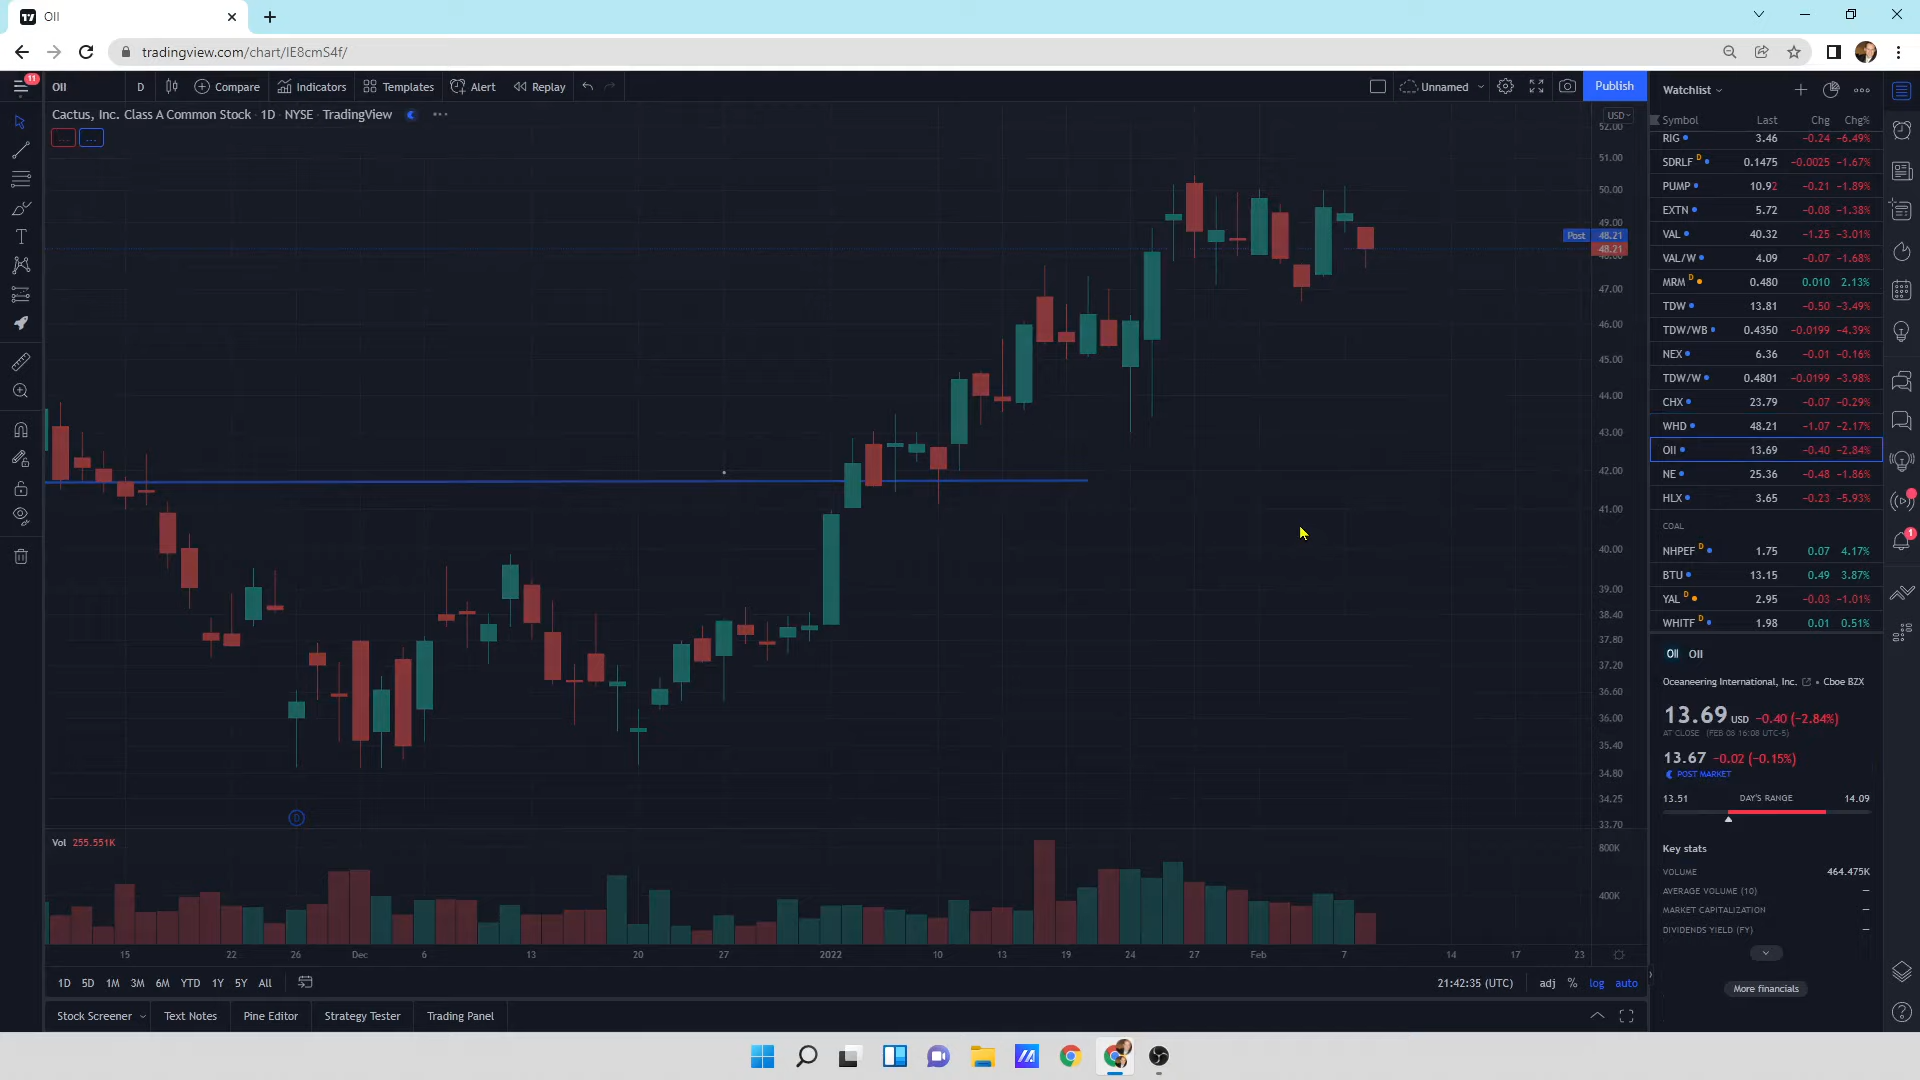 OII
tradingview.com/chart/IE8cmS4f/
11
OII
D
Compare
Indicators
Templates
Alert
Replay
Unnamed
Publish
Cactus, Inc. Class A Common Stock · 1D · NYSE · TradingView
USD
52.00
51.00
50.00
49.00
Post 48.21
48.21
48.00
47.00
46.00
45.00
44.00
43.00
42.00
41.00
40.00
39.00
38.40
37.80
37.20
36.60
36.00
35.40
34.80
34.25
33.70
D
Vol 255.551K
800K
400K
15 22 26 Dec 6 13 20 27 2022 10 13 19 24 27 Feb 7 14 17 23
1D 5D 1M 3M 6M YTD 1Y 5Y All
21:42:35 (UTC) adj % log auto
Stock Screener Text Notes Pine Editor Strategy Tester Trading Panel
Watchlist
Symbol Last Chg Chg%
RIG 3.46 −0.24 −6.49%
SDRLF D 0.1475 −0.0025 −1.67%
PUMP 10.92 −0.21 −1.89%
EXTN 5.72 −0.08 −1.38%
VAL 40.32 −1.25 −3.01%
VAL/W 4.09 −0.07 −1.68%
MRM D 0.480 0.010 2.13%
TDW 13.81 −0.50 −3.49%
TDW/WB 0.4350 −0.0199 −4.39%
NEX 6.36 −0.01 −0.16%
TDW/W 0.4801 −0.0199 −3.98%
CHX 23.79 −0.07 −0.29%
WHD 48.21 −1.07 −2.17%
OII 13.69 −0.40 −2.84%
NE 25.36 −0.48 −1.86%
HLX 3.65 −0.23 −5.93%
COAL
NHPEF D 1.75 0.07 4.17%
BTU 13.15 0.49 3.87%
YAL D 2.95 −0.03 −1.01%
WHITF D 1.98 0.01 0.51%
OII OII
Oceaneering International, Inc. • Cboe BZX
13.69 USD −0.40 (−2.84%)
AT CLOSE (FEB 08 16:08 UTC-5)
13.67 −0.02 (−0.15%)
POST MARKET
13.51 DAY'S RANGE 14.09
Key stats
VOLUME 464.475K
AVERAGE VOLUME (10) —
MARKET CAPITALIZATION —
DIVIDENDS YIELD (FY) —
More financials
1